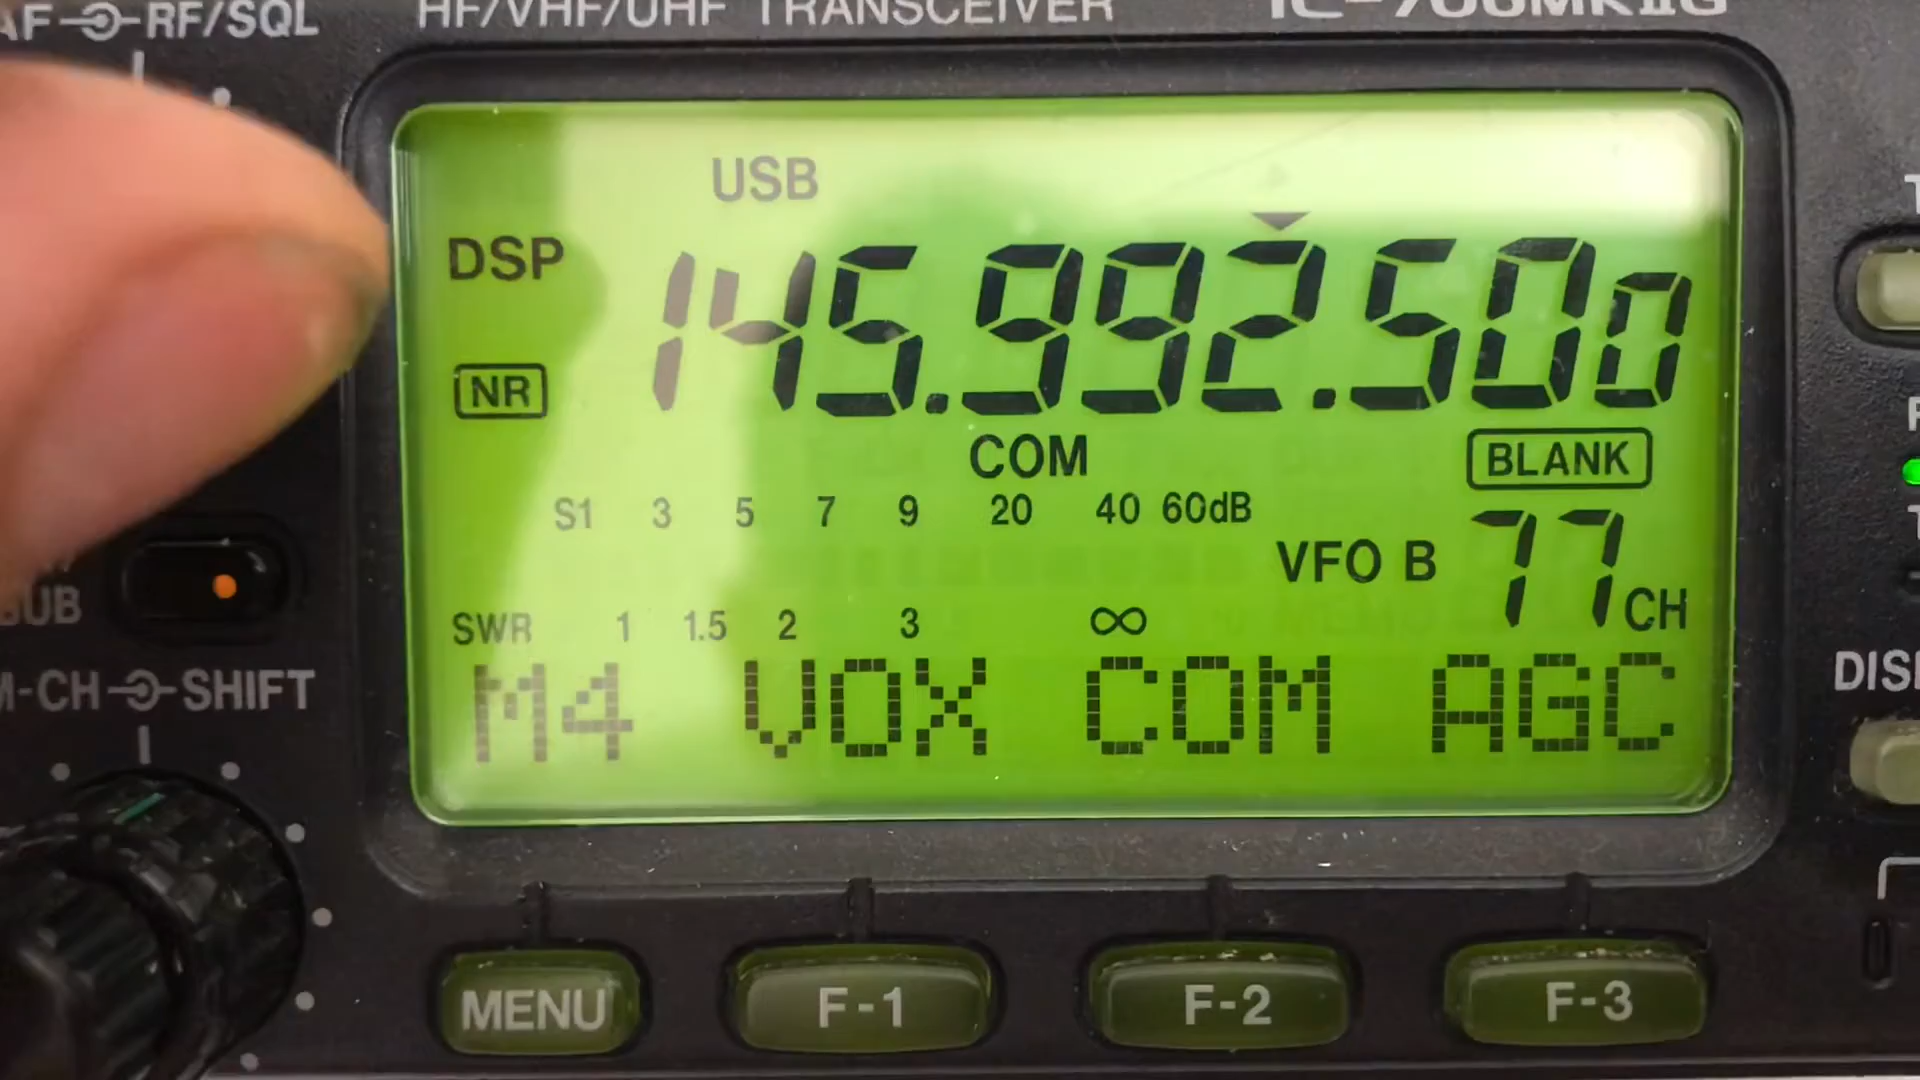 AF RF/SQL HF/VHF/UHF TRANSCEIVER IC-706MKIIG
USB
DSP 145.992.500
NR
COM BLANK
S1 3 5 7 9 20 40 60dB
VFO B 77 CH
SUB
SWR 1 1.5 2 3 ∞
M-CH SHIFT DISP
M4 VOX COM AGC
MENU F-1 F-2 F-3